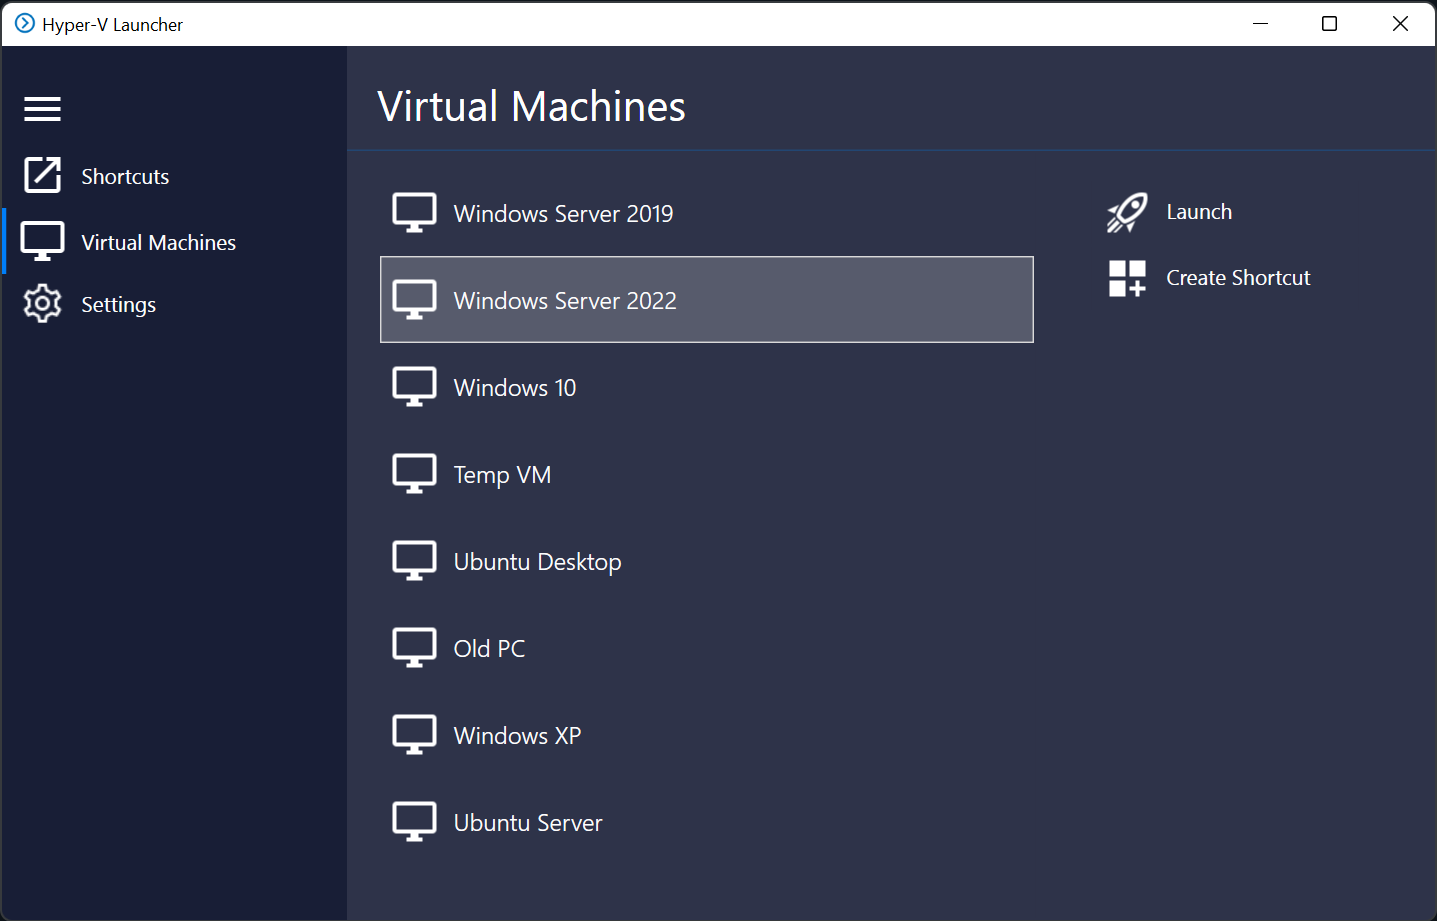 Hyper-V Launcher
Shortcuts
Virtual Machines
Settings
Virtual Machines
Windows Server 2019
Windows Server 2022
Windows 10
Temp VM
Ubuntu Desktop
Old PC
Windows XP
Ubuntu Server
Launch
Create Shortcut